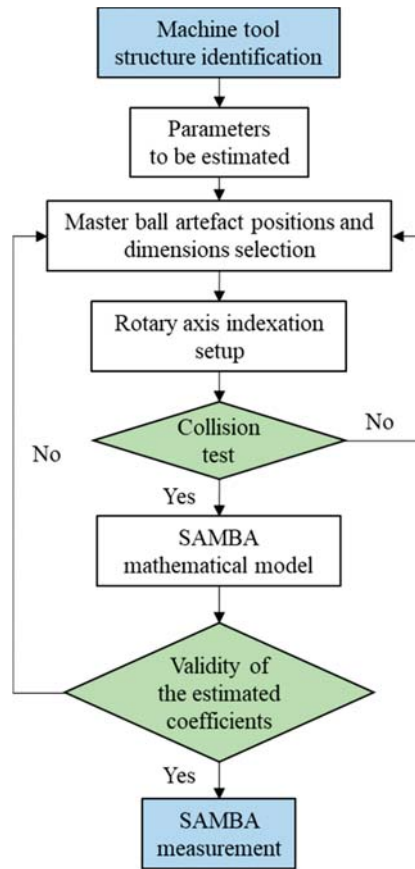 Machine tool
structure identification
Parameters
to be estimated
Master ball artefact positions and
dimensions selection
Rotary axis indexation
setup
Collision
test
No
No
Yes
SAMBA
mathematical model
Validity of
the estimated
coefficients
Yes
SAMBA
measurement